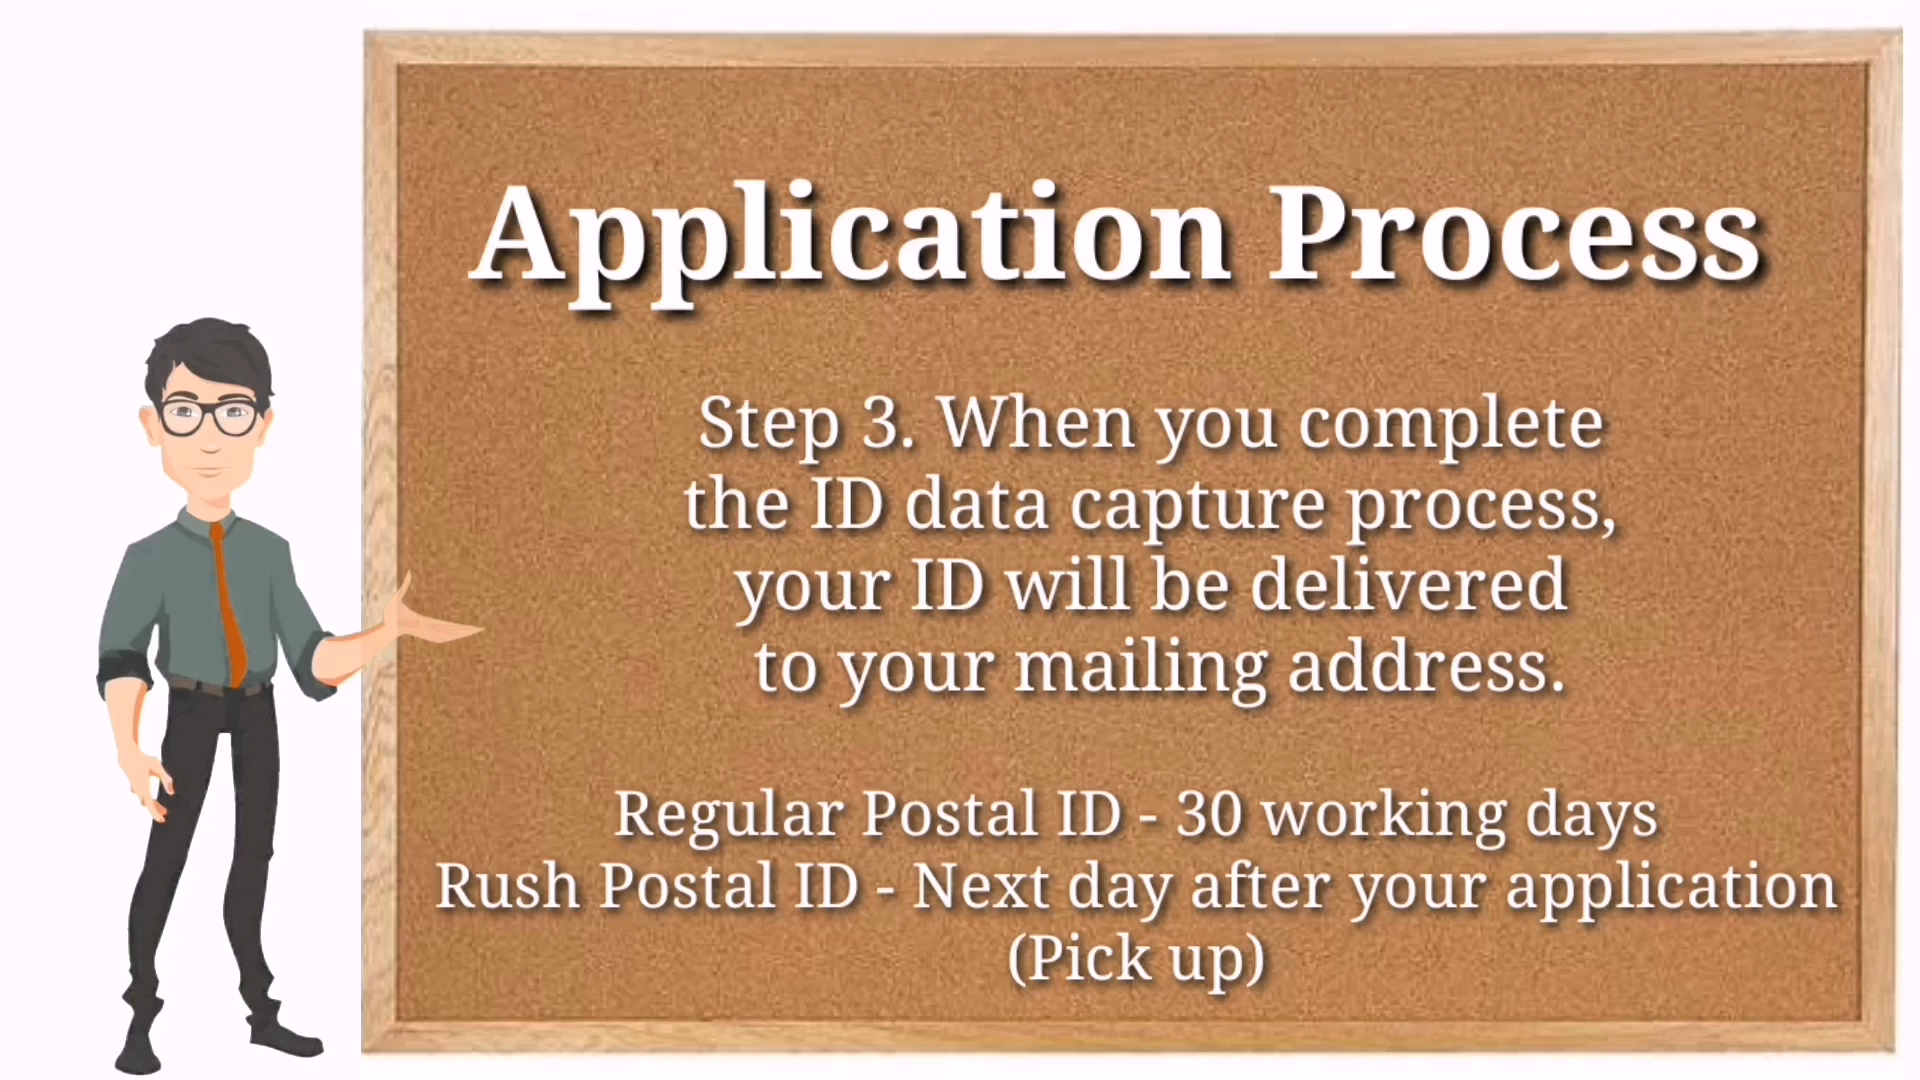 Application Process
Step 3. When you complete
the ID data capture process,
your ID will be delivered
to your mailing address.
Regular Postal ID - 30 working days
Rush Postal ID - Next day after your application
(Pick up)